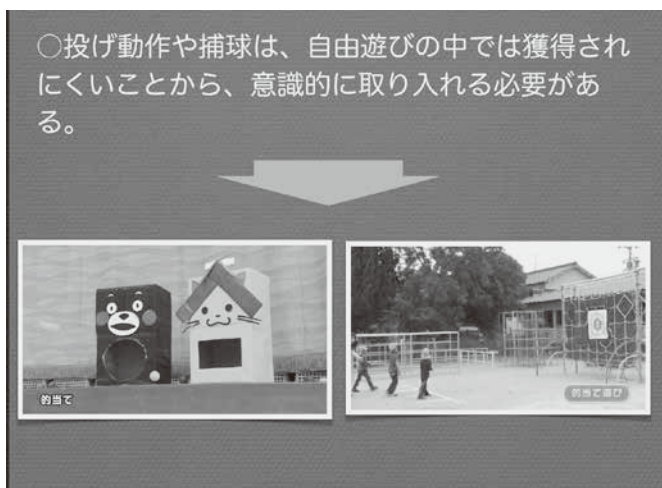 ○投げ動作や捕球は、自由遊びの中では獲得され
にくいことから、意識的に取り入れる必要があ
る。
的当て
的当て遊び